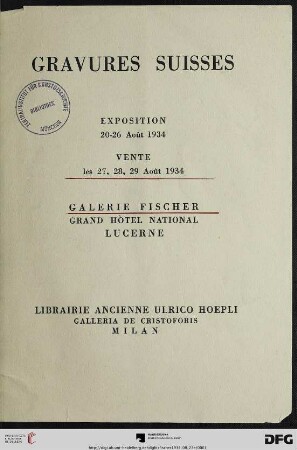 GRAVURES SUISSES
EXPOSITION
20-26 Août 1934
VENTE
les 27, 28, 29 Août 1934
GALERIE FISCHER
GRAND HÔTEL NATIONAL
LUCERNE
LIBRAIRIE ANCIENNE ULRICO HOEPLI
GALLERIA DE CRISTOFORIS
MILAN
DFG